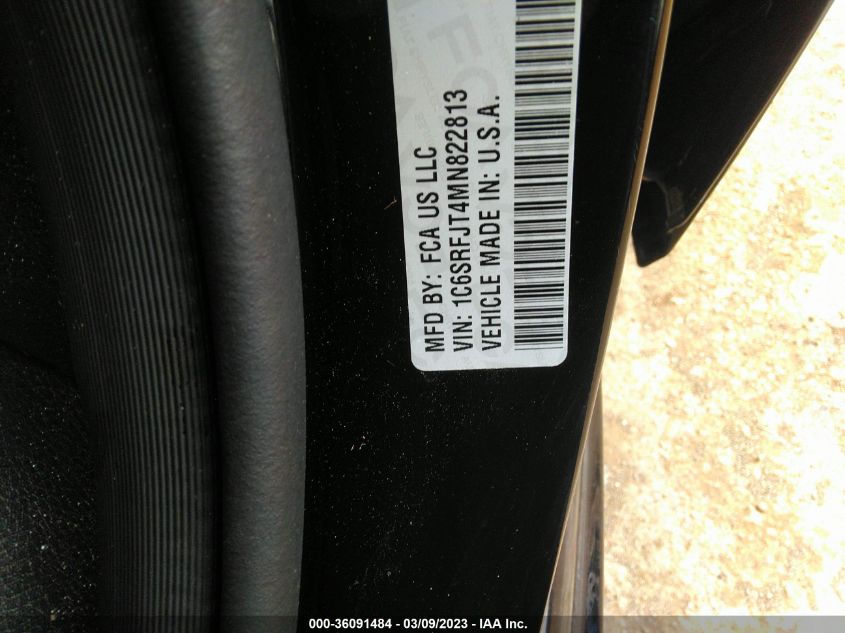 MFD BY: FCA US LLC
VIN: 1C6SRFJT4MN822813
VEHICLE MADE IN: U.S.A.
000-36091484 - 03/09/2023 - IAA Inc.